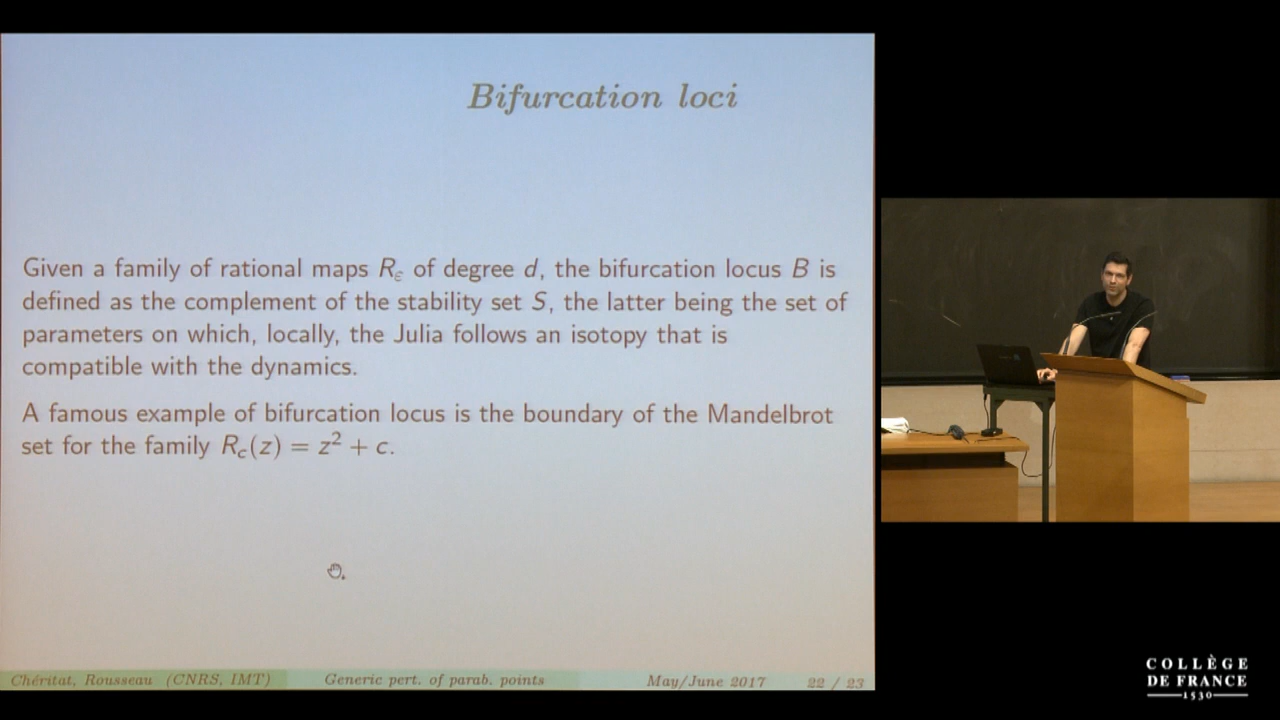 Bifurcation loci
Given a family of rational maps R_ε of degree d, the bifurcation locus B is
defined as the complement of the stability set S, the latter being the set of
parameters on which, locally, the Julia follows an isotopy that is
compatible with the dynamics.
A famous example of bifurcation locus is the boundary of the Mandelbrot
set for the family R_c(z) = z² + c.
Chéritat, Rousseau (CNRS, IMT) Generic pert. of parab. points May/June 2017 22 / 23
COLLÈGE
DE FRANCE
1530